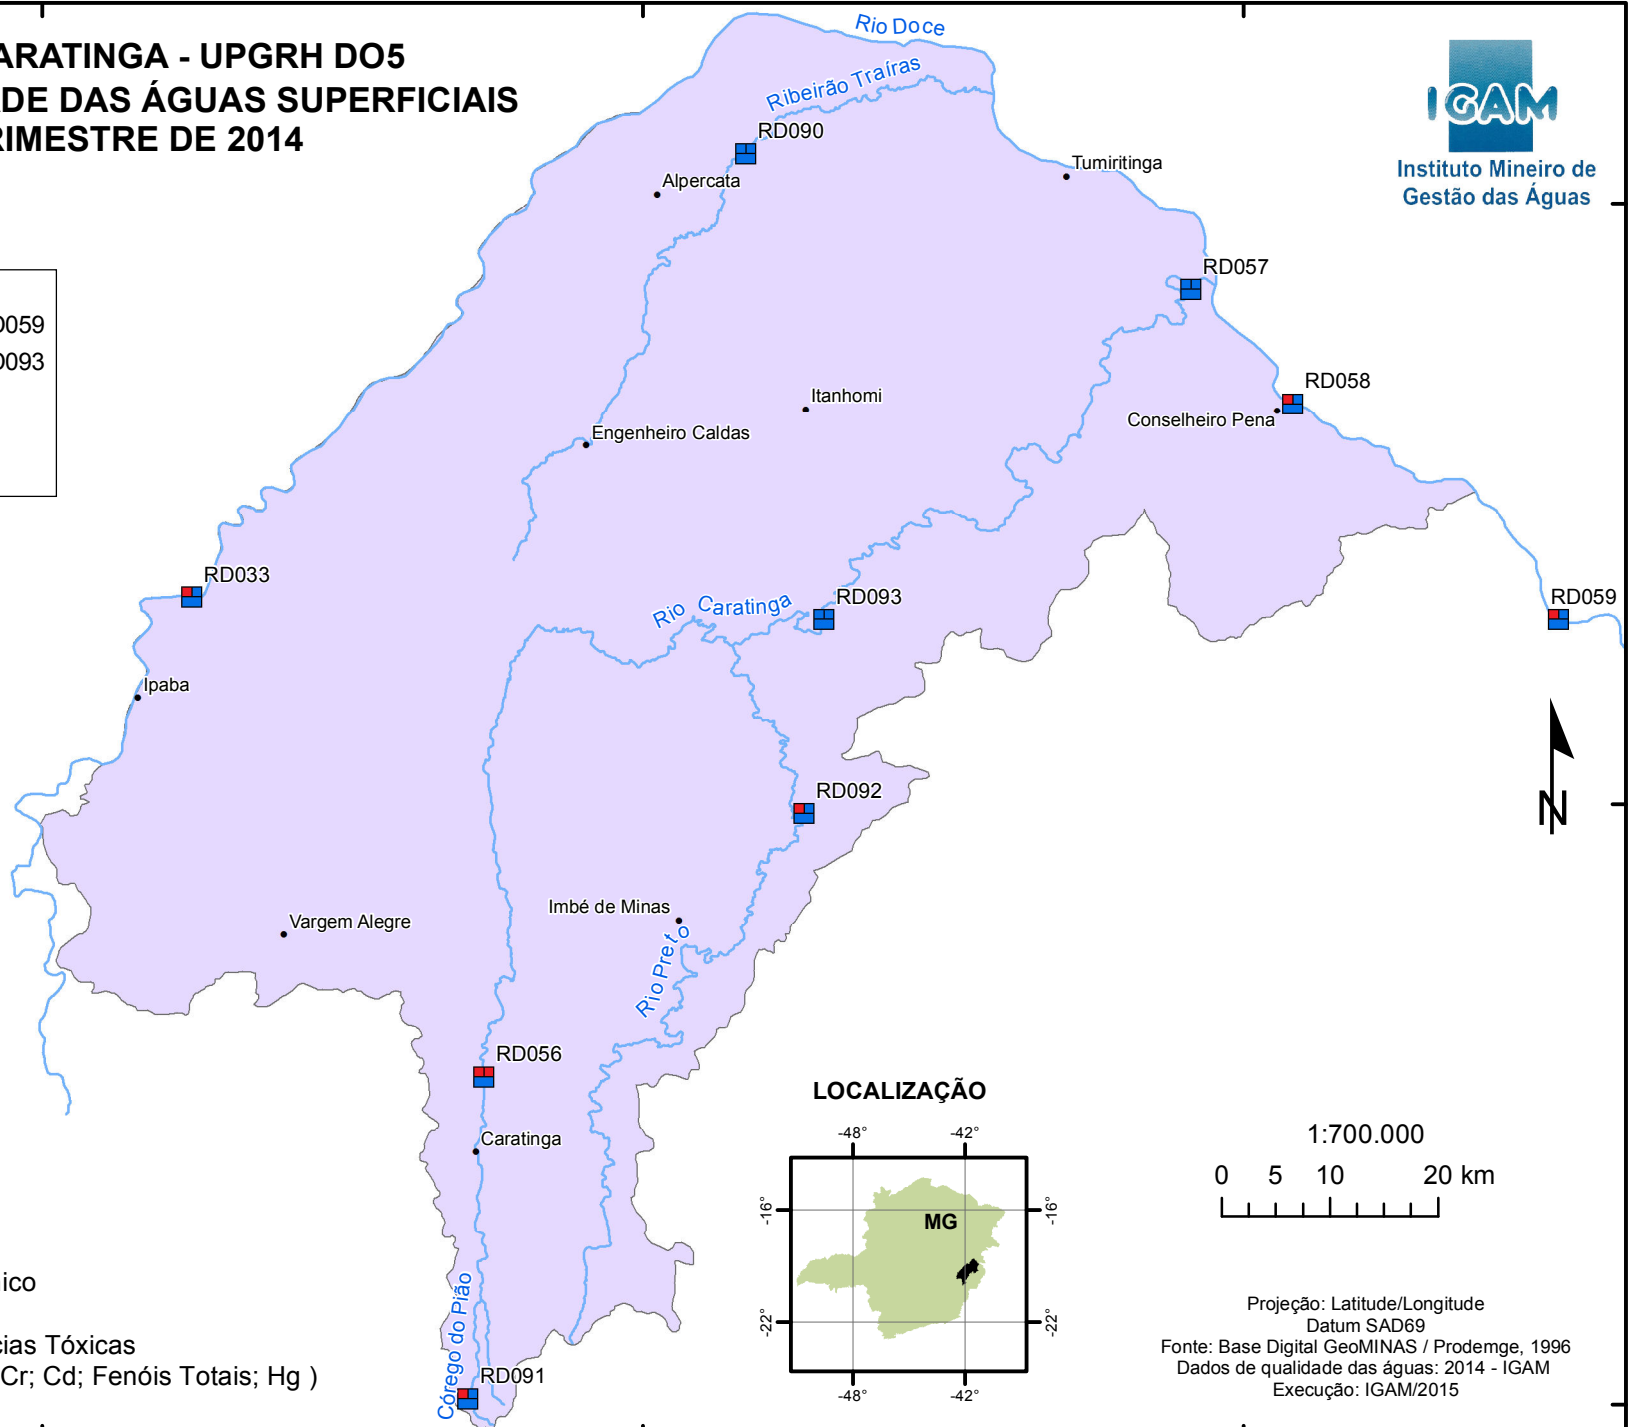 ARATINGA - UPGRH DO5
ADE DAS ÁGUAS SUPERFICIAIS
RIMESTRE DE 2014
Rio Doce
Ribeirão Traíras
IGAM
Instituto Mineiro de
Gestão das Águas
RD090
Alpercata
Tumiritinga
RD057
D059
D093
RD058
Conselheiro Pena
Itanhomi
Engenheiro Caldas
RD033
Rio Caratinga
RD093
RD059
Ipaba
N
RD092
Imbé de Minas
Vargem Alegre
Rio Preto
RD056
Caratinga
LOCALIZAÇÃO
-48° -42°
-16° -16°
MG
-22° -22°
-48° -42°
1:700.000
0 5 10 20 km
ico
cias Tóxicas
Cr; Cd; Fenóis Totais; Hg )
Córrego do Pião
RD091
Projeção: Latitude/Longitude
Datum SAD69
Fonte: Base Digital GeoMINAS / Prodemge, 1996
Dados de qualidade das águas: 2014 - IGAM
Execução: IGAM/2015